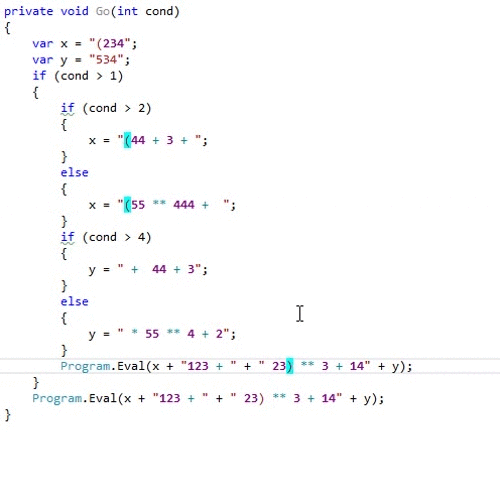 private void Go(int cond)
{
    var x = "(234";
    var y = "534";
    if (cond > 1)
    {
        if (cond > 2)
        {
            x = "(44 + 3 + ";
        }
        else
        {
            x = "(55 ** 444 +  ";
        }
        if (cond > 4)
        {
            y = " +  44 + 3";
        }
        else
        {
            y = " * 55 ** 4 + 2";
        }
        Program.Eval(x + "123 + " + " 23) ** 3 + 14" + y);
    }
    Program.Eval(x + "123 + " + " 23) ** 3 + 14" + y);
}